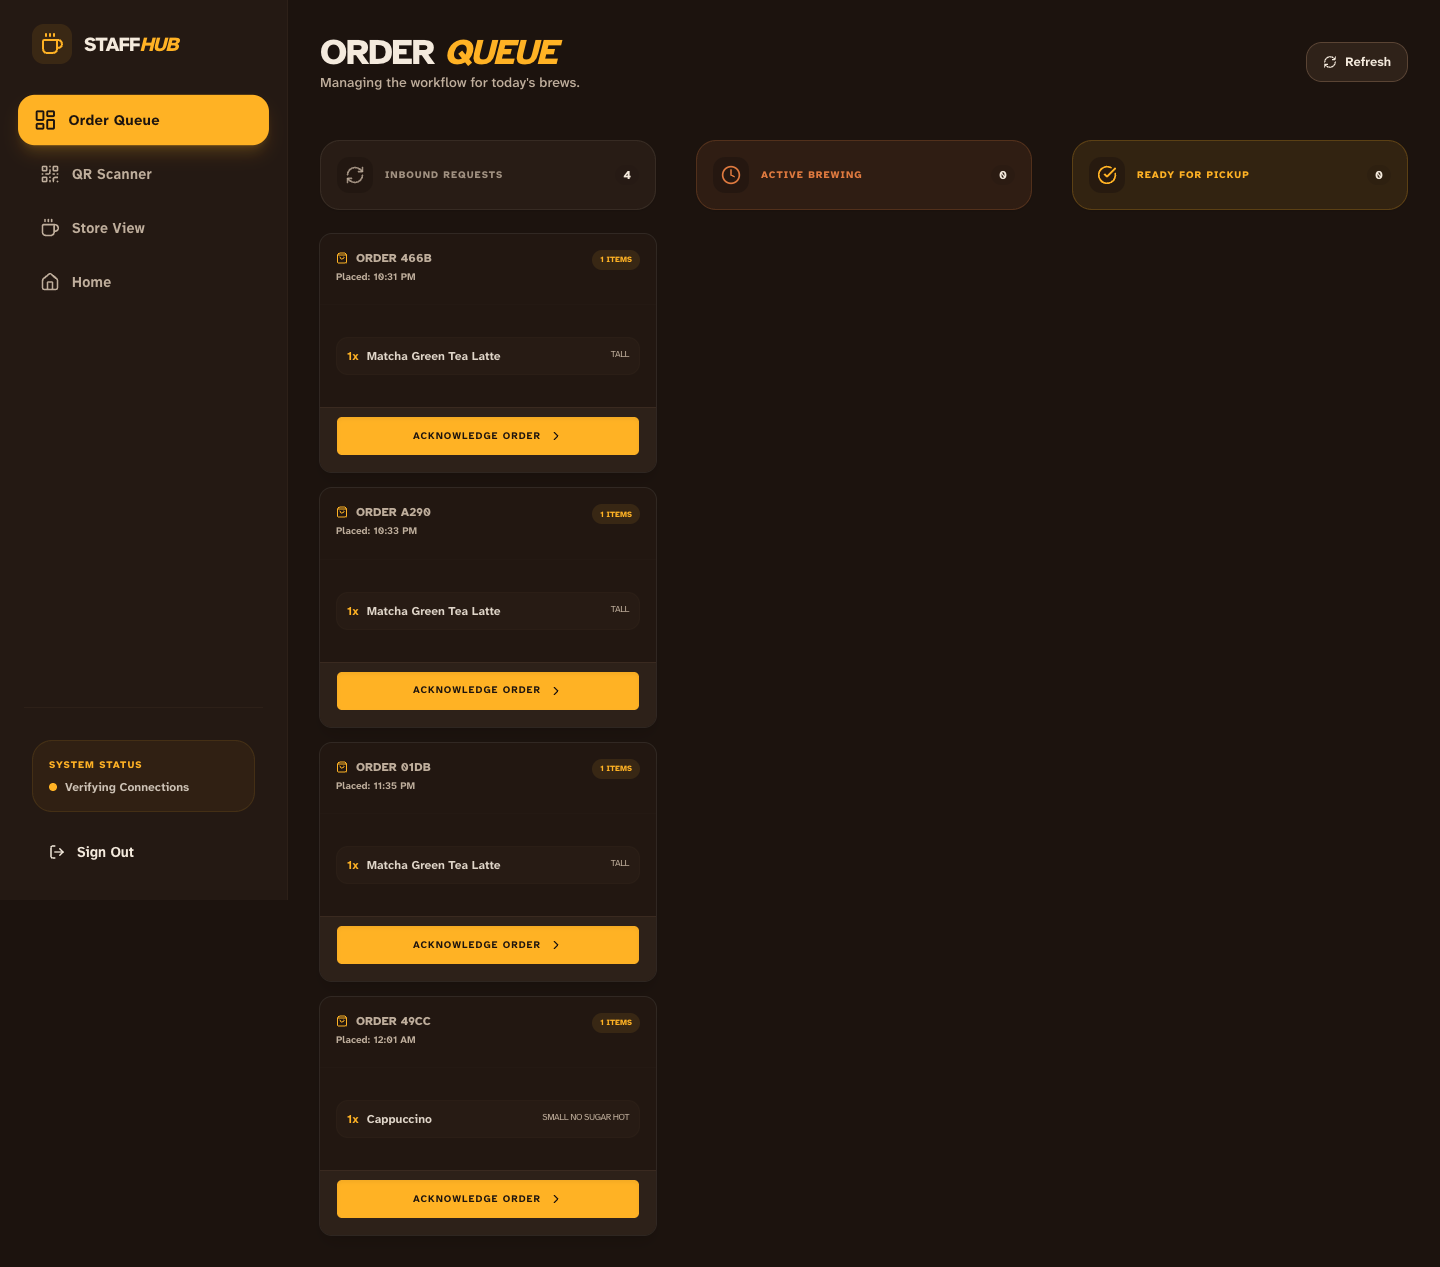 STAFFHUB
Order Queue
QR Scanner
Store View
Home
SYSTEM STATUS
Verifying Connections
Sign Out
ORDER QUEUE
Managing the workflow for today's brews.
Refresh
INBOUND REQUESTS 4
ACTIVE BREWING 0
READY FOR PICKUP 0
ORDER 466B 1 ITEMS
Placed: 10:31 PM
1x Matcha Green Tea Latte TALL
ACKNOWLEDGE ORDER
ORDER A290 1 ITEMS
Placed: 10:33 PM
1x Matcha Green Tea Latte TALL
ACKNOWLEDGE ORDER
ORDER 01DB 1 ITEMS
Placed: 11:35 PM
1x Matcha Green Tea Latte TALL
ACKNOWLEDGE ORDER
ORDER 49CC 1 ITEMS
Placed: 12:01 AM
1x Cappuccino SMALL NO SUGAR HOT
ACKNOWLEDGE ORDER